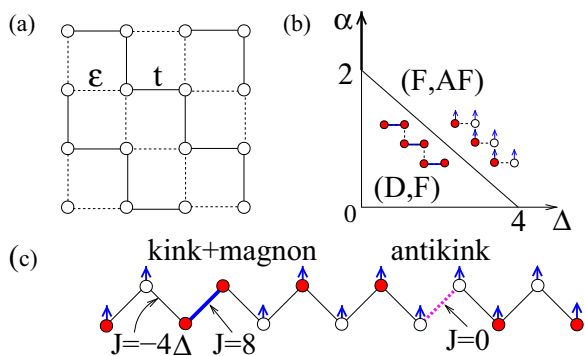 (a)
ε t
(b)
α
2
(F,AF)
(D,F)
0
4 Δ
(c)
kink+magnon antikink
J=−4Δ J=8 J=0